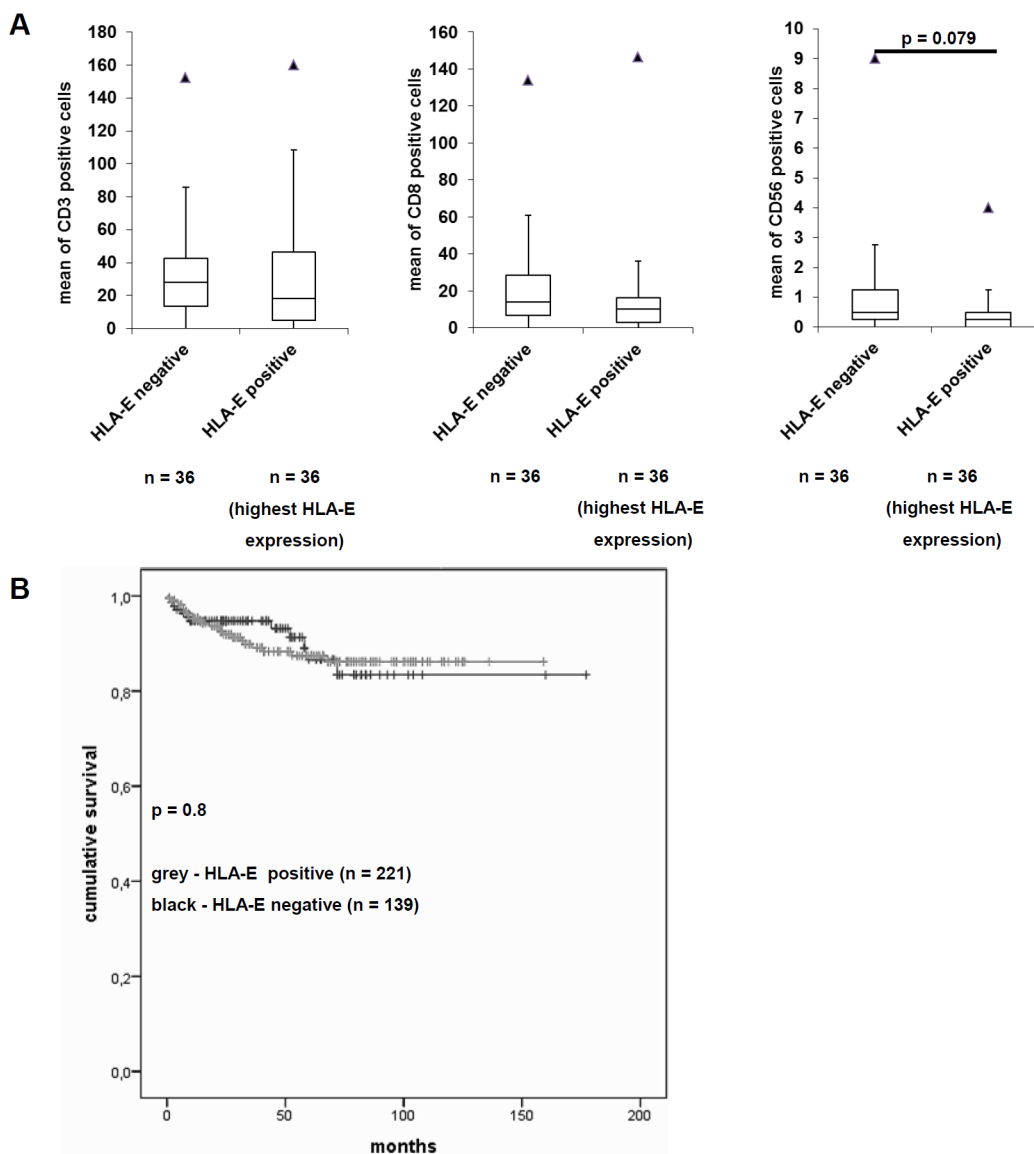 A
mean of CD3 positive cells
180
160
140
120
100
80
60
40
20
0
HLA-E negative
HLA-E positive
n = 36
n = 36
(highest HLA-E
expression)
mean of CD8 positive cells
160
140
120
100
80
60
40
20
0
HLA-E negative
HLA-E positive
n = 36
n = 36
(highest HLA-E
expression)
mean of CD56 positive cells
10
9
8
7
6
5
4
3
2
1
0
p = 0.079
HLA-E negative
HLA-E positive
n = 36
n = 36
(highest HLA-E
expression)
B
cumulative survival
1,0
0,8
0,6
0,4
0,2
0,0
p = 0.8
grey - HLA-E positive (n = 221)
black - HLA-E negative (n = 139)
0
50
100
150
200
months